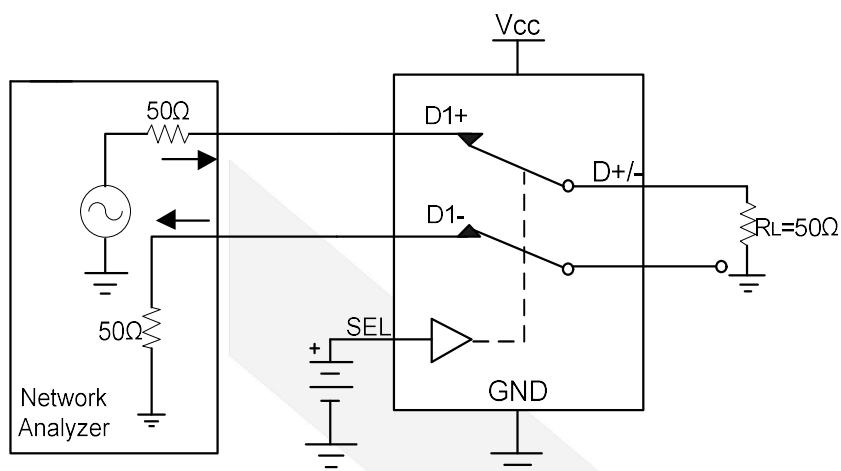 Vcc
50Ω
D1+
D+/-
D1-
RL=50Ω
50Ω
SEL
+
GND
Network
Analyzer